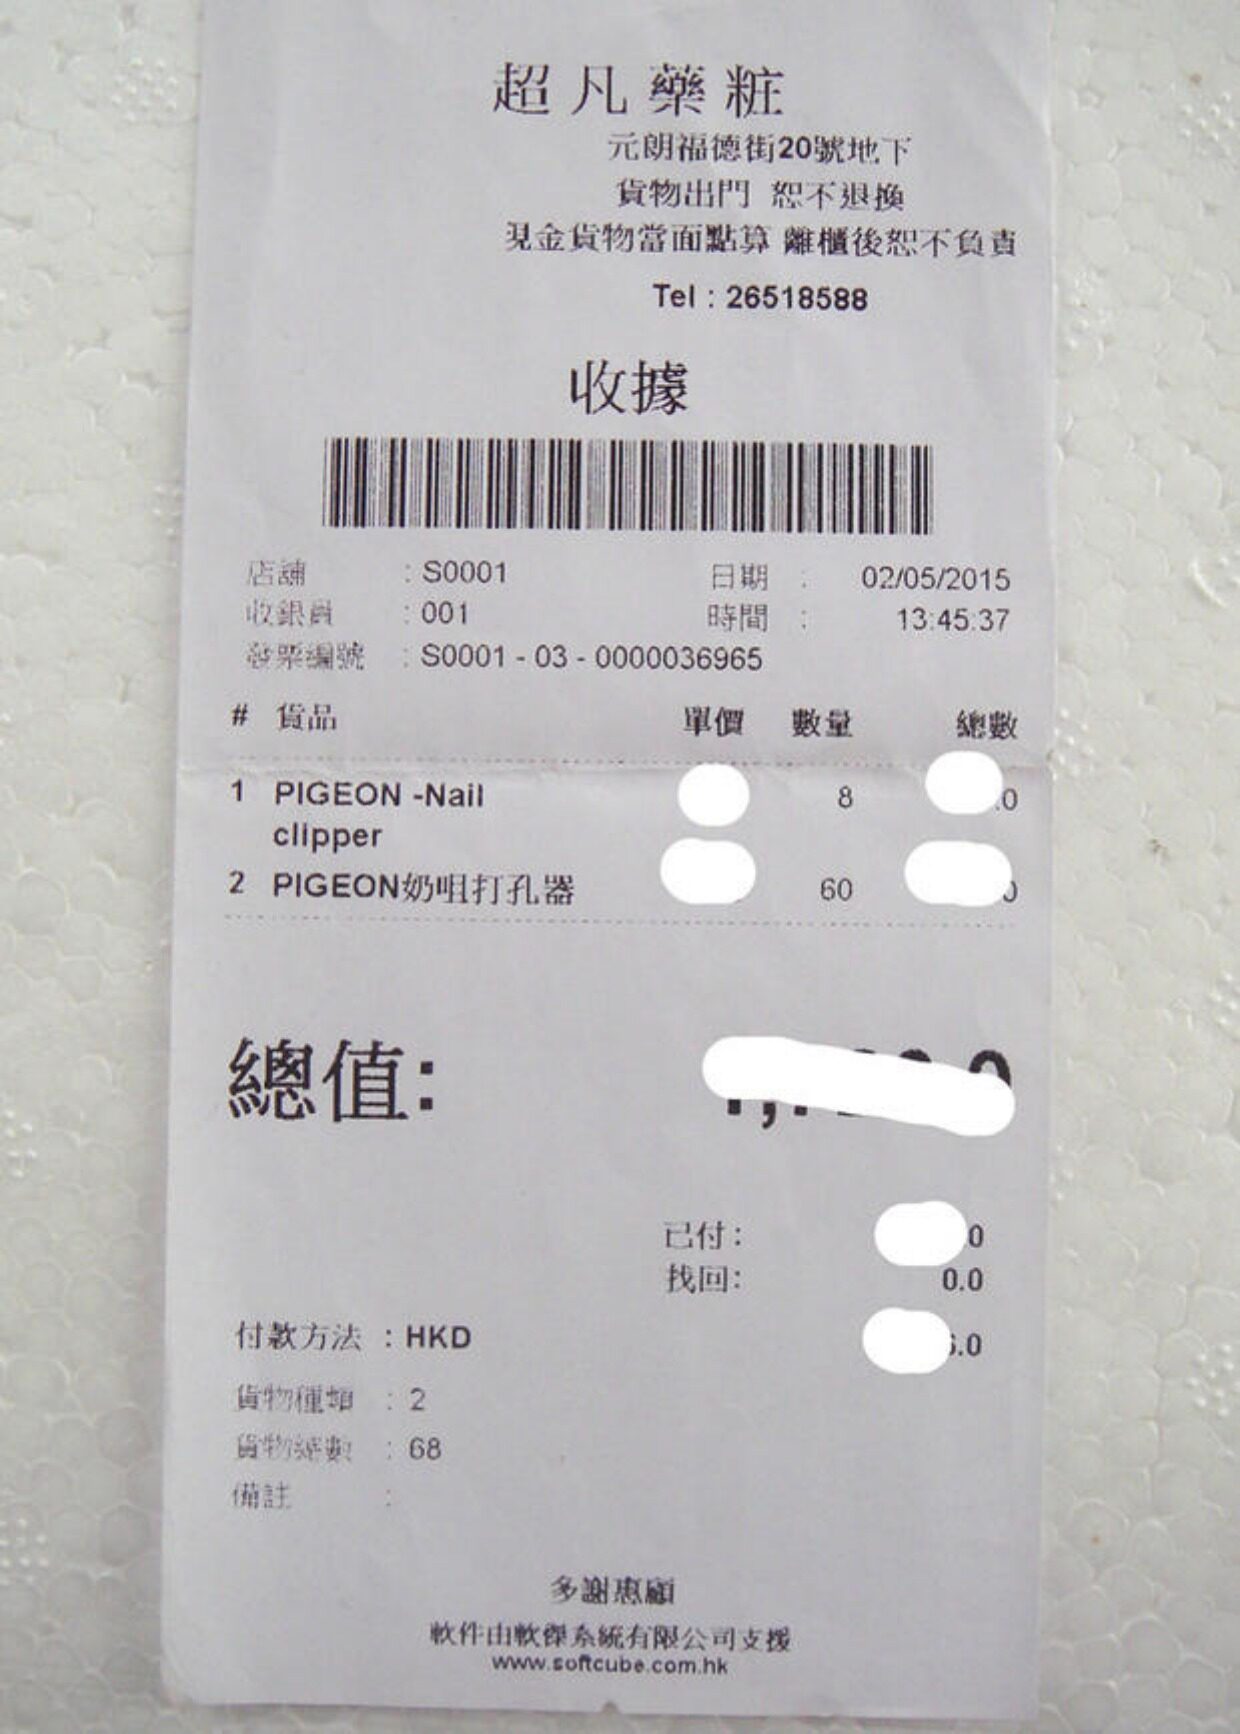 超凡藥粧
元朗福德街20號地下
貨物出門 恕不退換
現金貨物當面點算 離櫃後恕不負責
Tel : 26518588
收據
店舖 : S0001 日期 : 02/05/2015
收銀員 : 001 時間 : 13:45:37
發票編號 : S0001 - 03 - 0000036965
# 貨品 單價 數量 總數
1 PIGEON -Nail 8 .0
clipper
2 PIGEON奶咀打孔器 60 0
總值:
已付: 0
找回: 0.0
付款方法 : HKD 6.0
貨物種類 : 2
貨物總數 : 68
備註 :
多謝惠顧
軟件由軟傑系統有限公司支援
www.softcube.com.hk